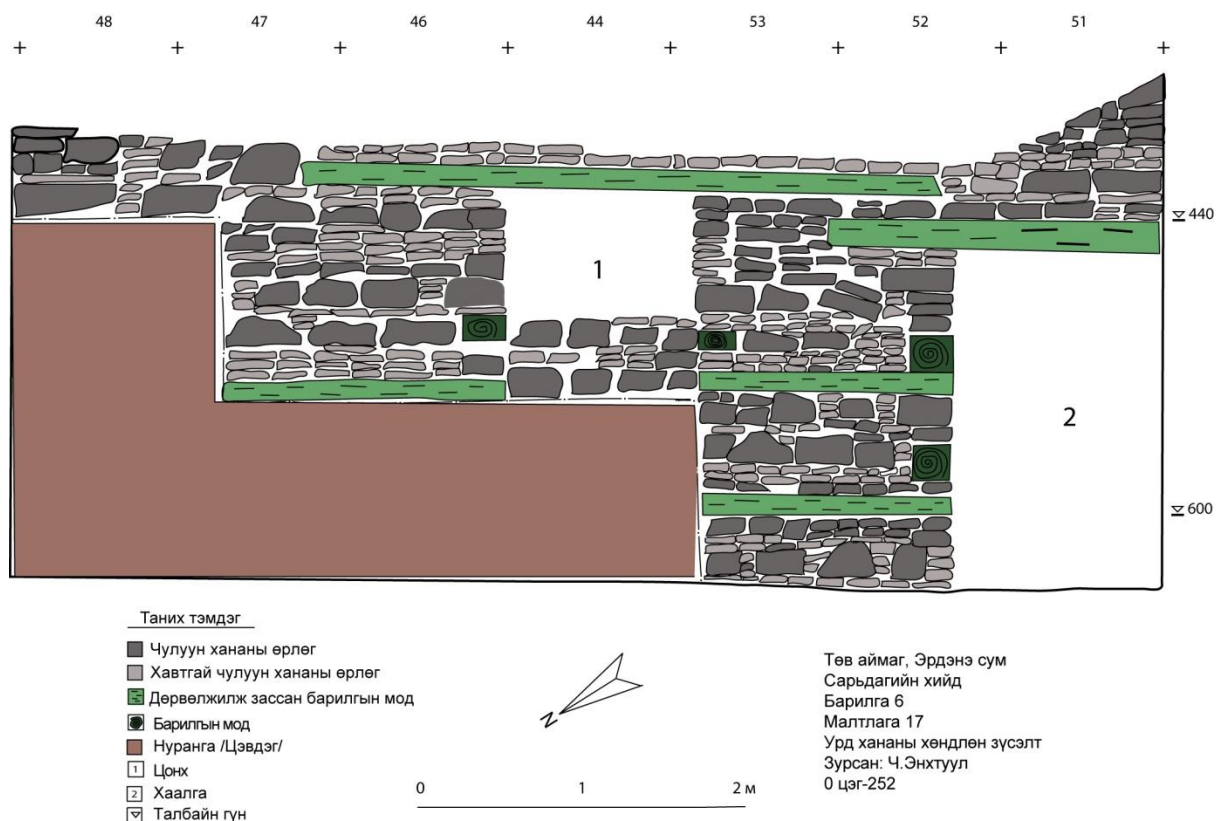 48 47 46 44 53 52 51
440
1
2
600
Таних тэмдэг
Чулуун хананы өрлөг
Хавтгай чулуун хананы өрлөг
Дөрвөлжилж зассан барилгын мод
Барилгын мод
Нуранга /Цэвдэг/
1 Цонх
2 Хаалга
Талбайн гүн
N
0 1 2 м
Төв аймаг, Эрдэнэ сум
Сарьдагийн хийд
Барилга 6
Малтлага 17
Урд хананы хөндлөн зүсэлт
Зурсан: Ч.Энхтуул
0 цэг-252